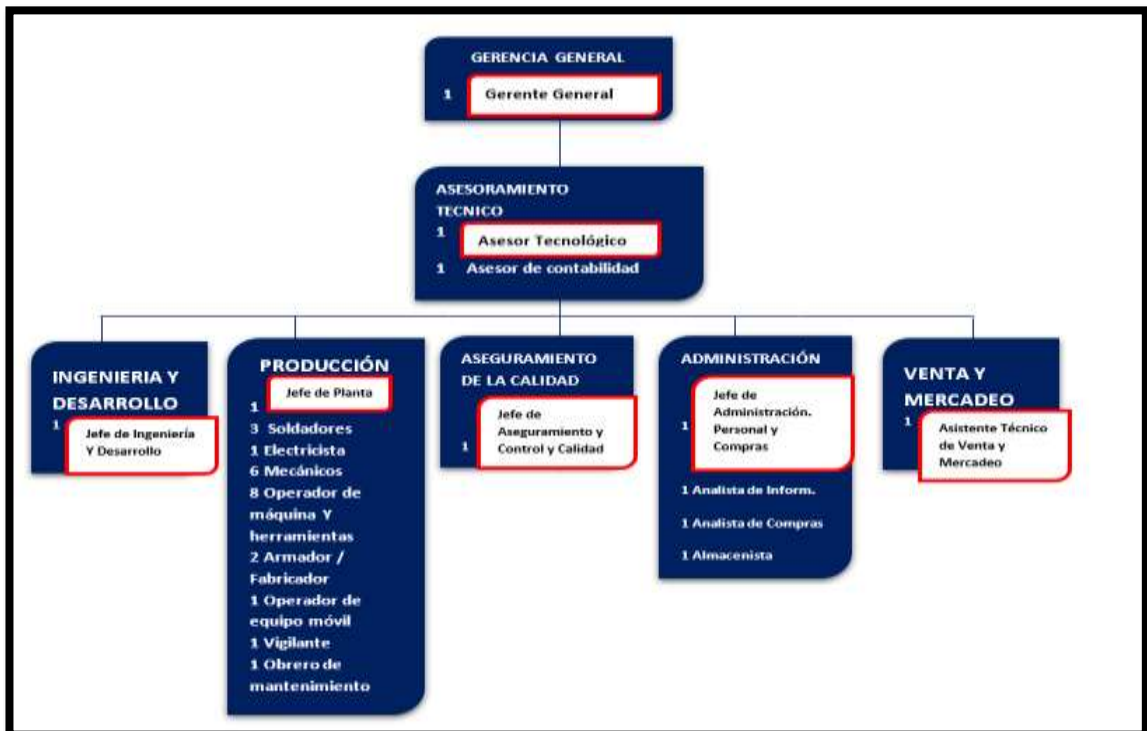 GERENCIA GENERAL
1 Gerente General
ASESORAMIENTO
TECNICO
1 Asesor Tecnológico
1 Asesor de contabilidad
INGENIERIA Y
DESARROLLO
1 Jefe de Ingeniería
Y Desarrollo
PRODUCCIÓN
1 Jefe de Planta
3 Soldadores
1 Electricista
6 Mecánicos
8 Operador de
máquina Y
herramientas
2 Armador /
Fabricador
1 Operador de
equipo móvil
1 Vigilante
1 Obrero de
mantenimiento
ASEGURAMIENTO
DE LA CALIDAD
Jefe de
Aseguramiento y
1 Control y Calidad
ADMINISTRACIÓN
Jefe de
Administración.
1 Personal y
Compras
1 Analista de Inform.
1 Analista de Compras
1 Almacenista
VENTA Y
MERCADEO
1 Asistente Técnico
de Venta y
Mercadeo